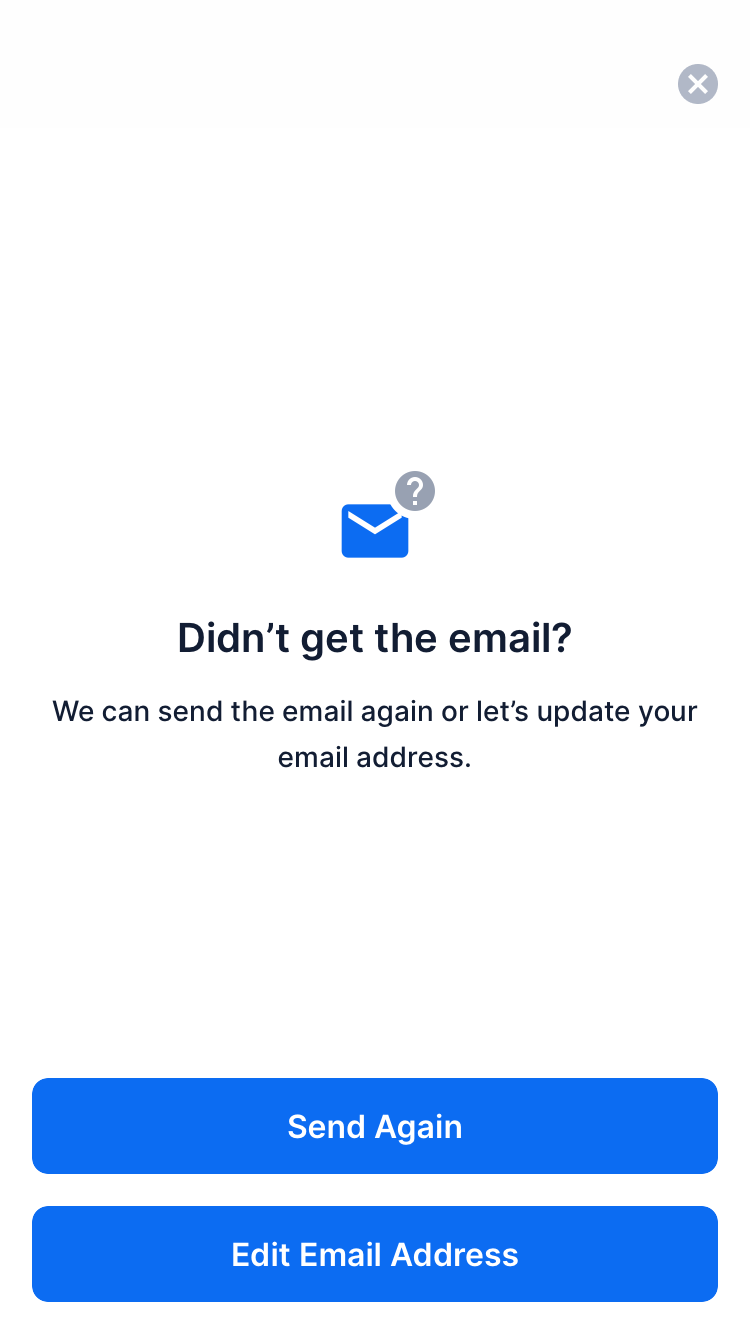 Didn’t get the email?
We can send the email again or let’s update your
email address.
Send Again
Edit Email Address